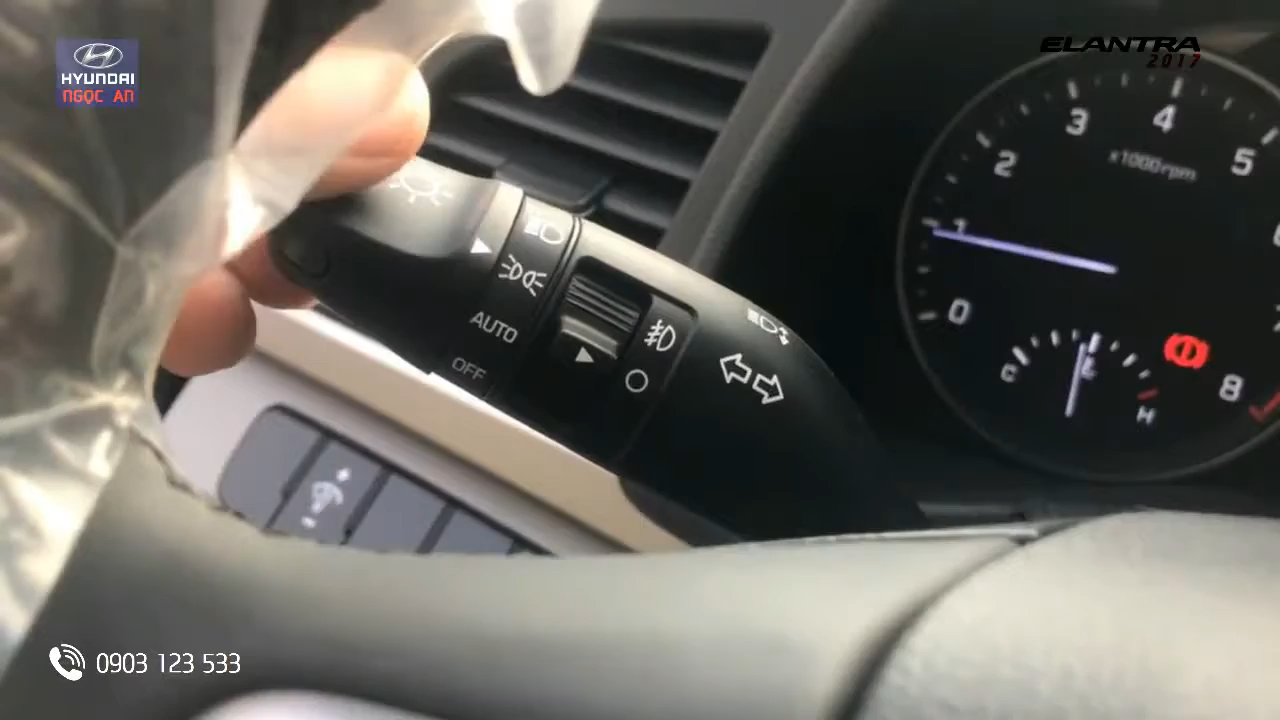 HYUNDAI
NGỌC AN
ELANTRA
2017
0
1
2
3
4
5
8
x1000rpm
C
H
AUTO
OFF
0903 123 533